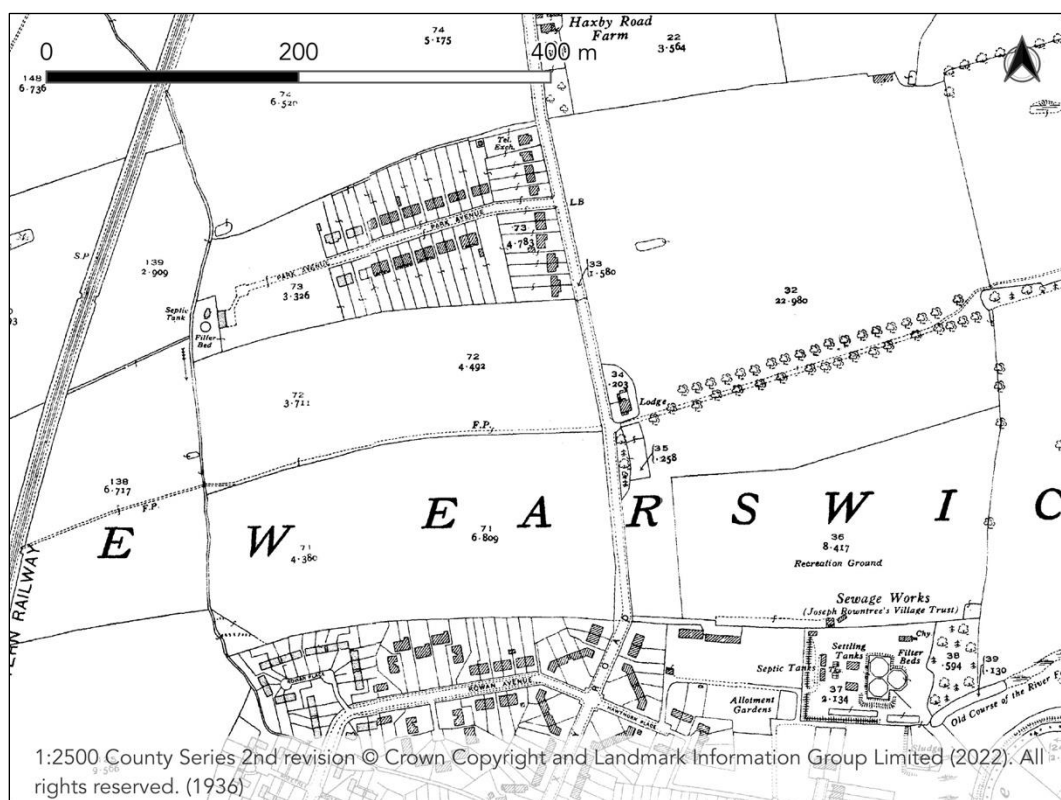 Haxby Road
Farm
74
5.175
22
3.564
0
200
400 m
148
6.736
74
6.520
Tel.
Exch.
L.B
PARK AVENUE
73
4.783
S.P.
139
2.909
33
1.580
PARK AVENUE
73
3.326
32
22.980
Septic
Tank
Filter
Bed
72
4.492
34
.203
Lodge
72
3.711
F.P.
35
.258
138
6.717
F.P.
E W E A R S W I C
71
4.380
71
6.809
36
8.417
Recreation Ground
ERN RAILWAY
Sewage Works
(Joseph Rowntree's Village Trust)
Chy
Settling
Tanks
Filter
Beds
38
.594
39
.130
Septic Tanks
37
2.134
ROWAN AVENUE
HAWTHORN PLACE
Allotment
Gardens
Old Course of the River
1:2500 County Series 2nd revision © Crown Copyright and Landmark Information Group Limited (2022). All
rights reserved. (1936)